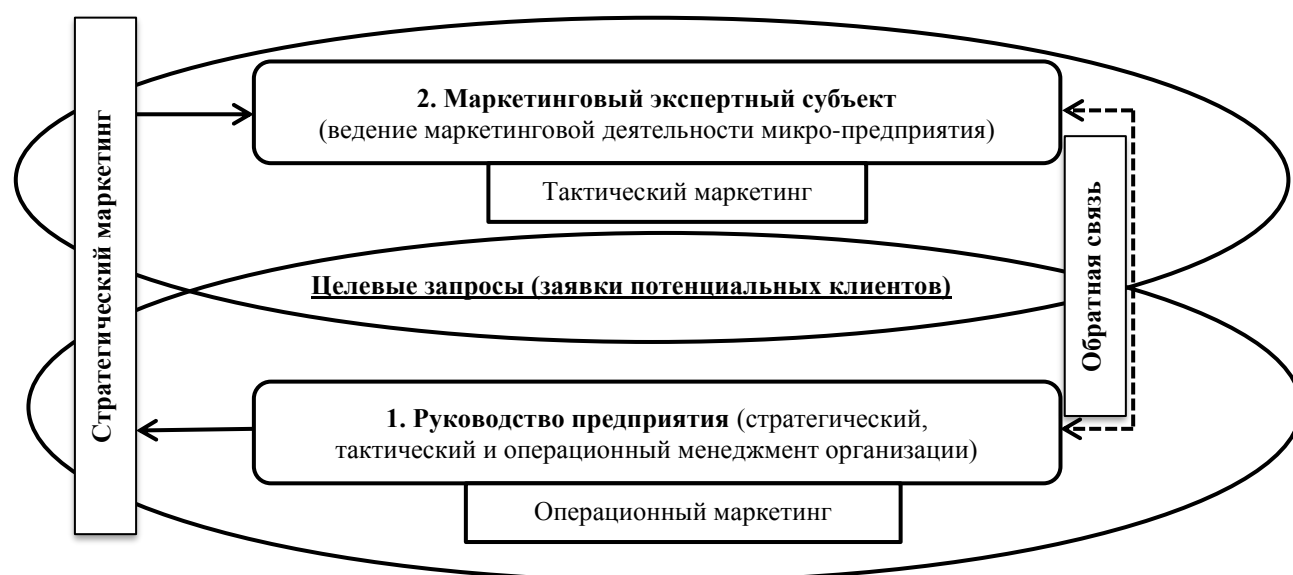 Стратегический маркетинг
2. Маркетинговый экспертный субъект
(ведение маркетинговой деятельности микро-предприятия)
Тактический маркетинг
Целевые запросы (заявки потенциальных клиентов)
Обратная связь
1. Руководство предприятия (стратегический,
тактический и операционный менеджмент организации)
Операционный маркетинг